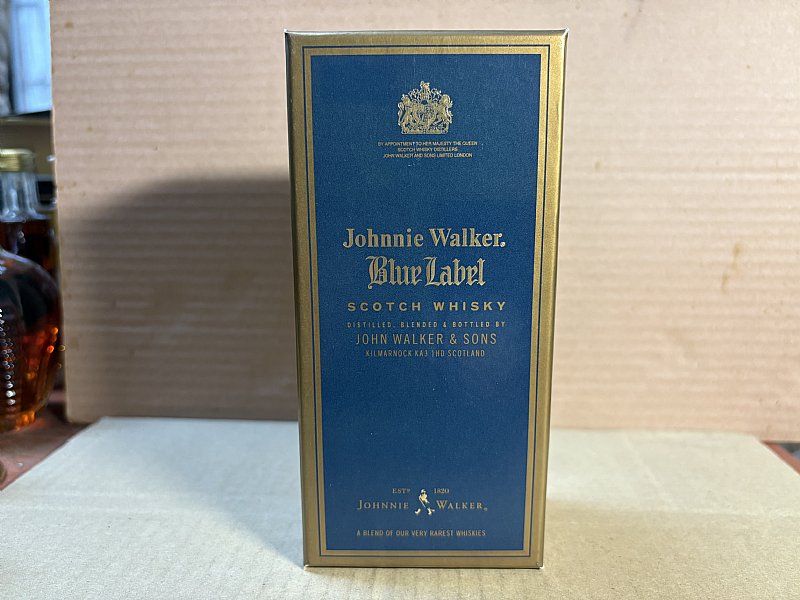 BY APPOINTMENT TO HER MAJESTY THE QUEEN
SCOTCH WHISKY DISTILLERS
JOHN WALKER AND SONS LIMITED LONDON
Johnnie Walker.
Blue Label
SCOTCH WHISKY
DISTILLED, BLENDED & BOTTLED BY
JOHN WALKER & SONS
KILMARNOCK KA3 1HD SCOTLAND
ESTD 1820
JOHNNIE WALKER®
A BLEND OF OUR VERY RAREST WHISKIES